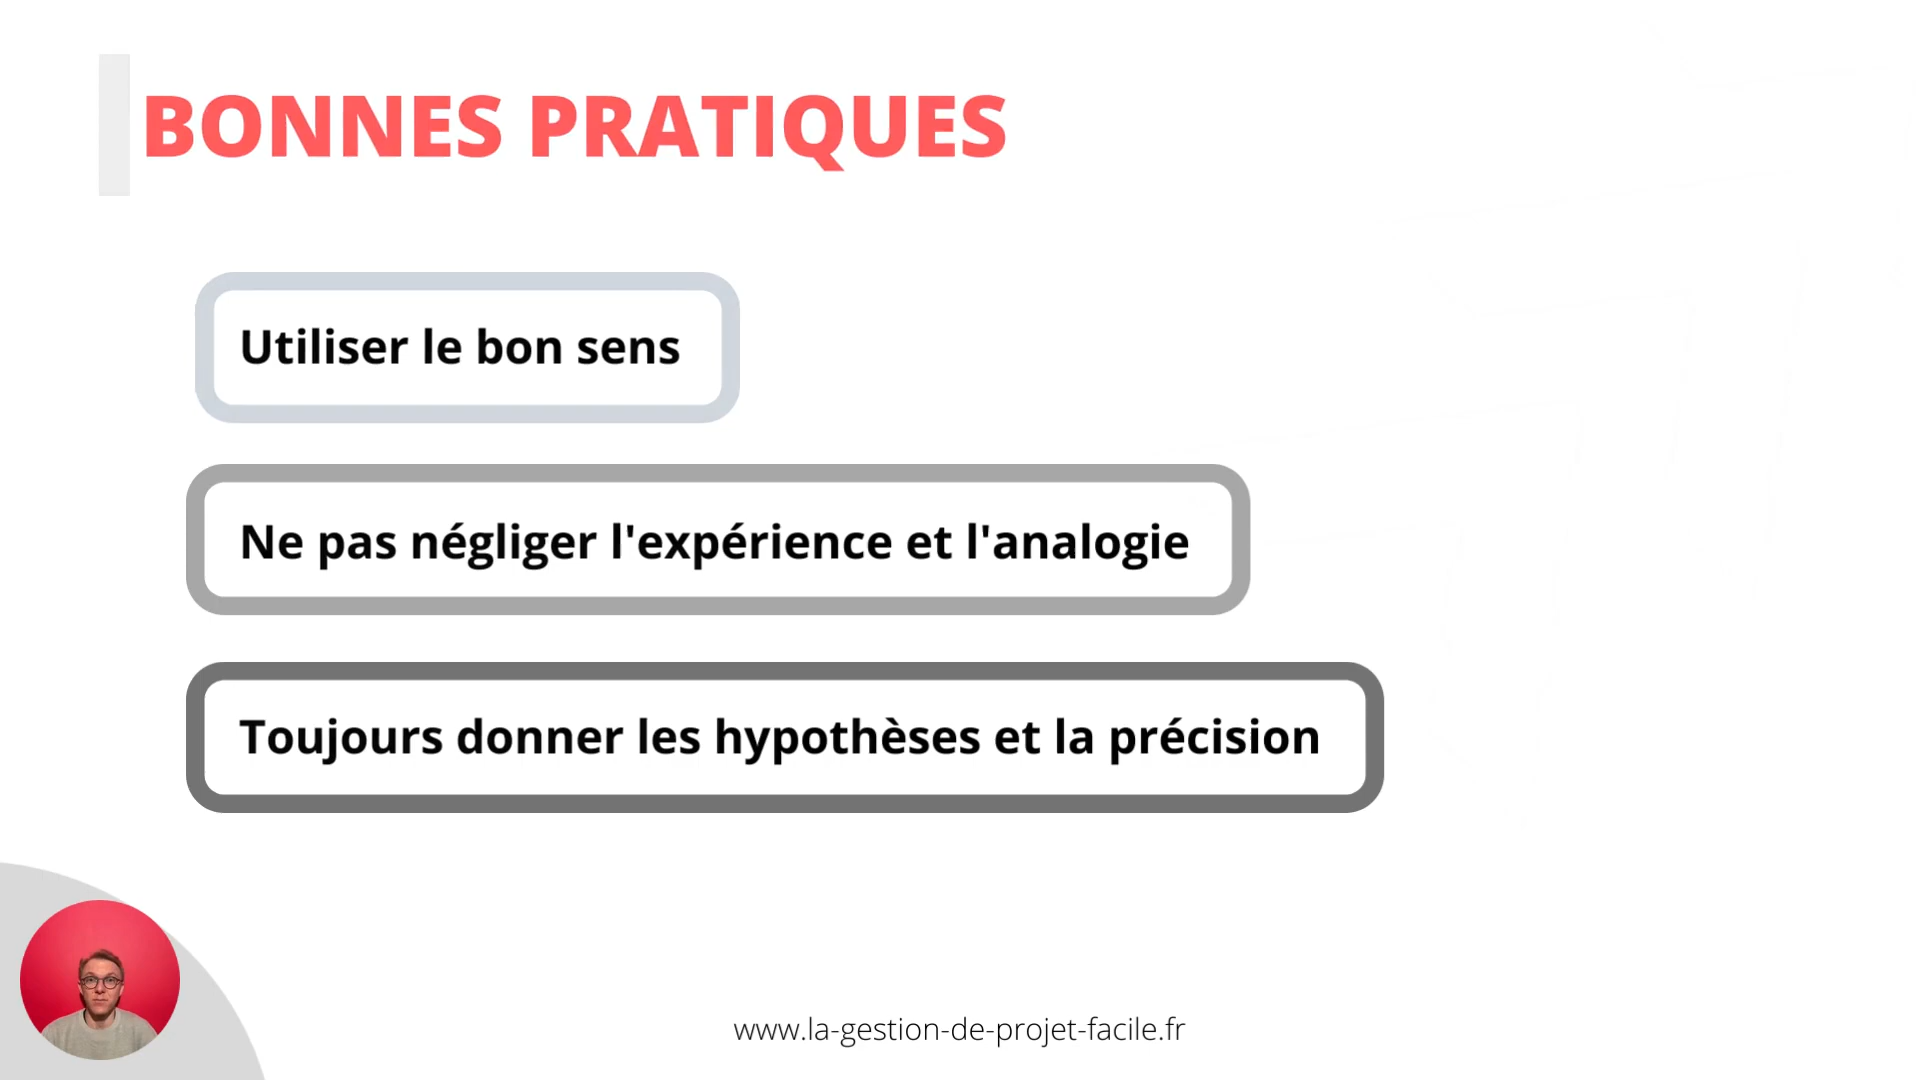 BONNES PRATIQUES
Utiliser le bon sens
Ne pas négliger l'expérience et l'analogie
Toujours donner les hypothèses et la précision
www.la-gestion-de-projet-facile.fr